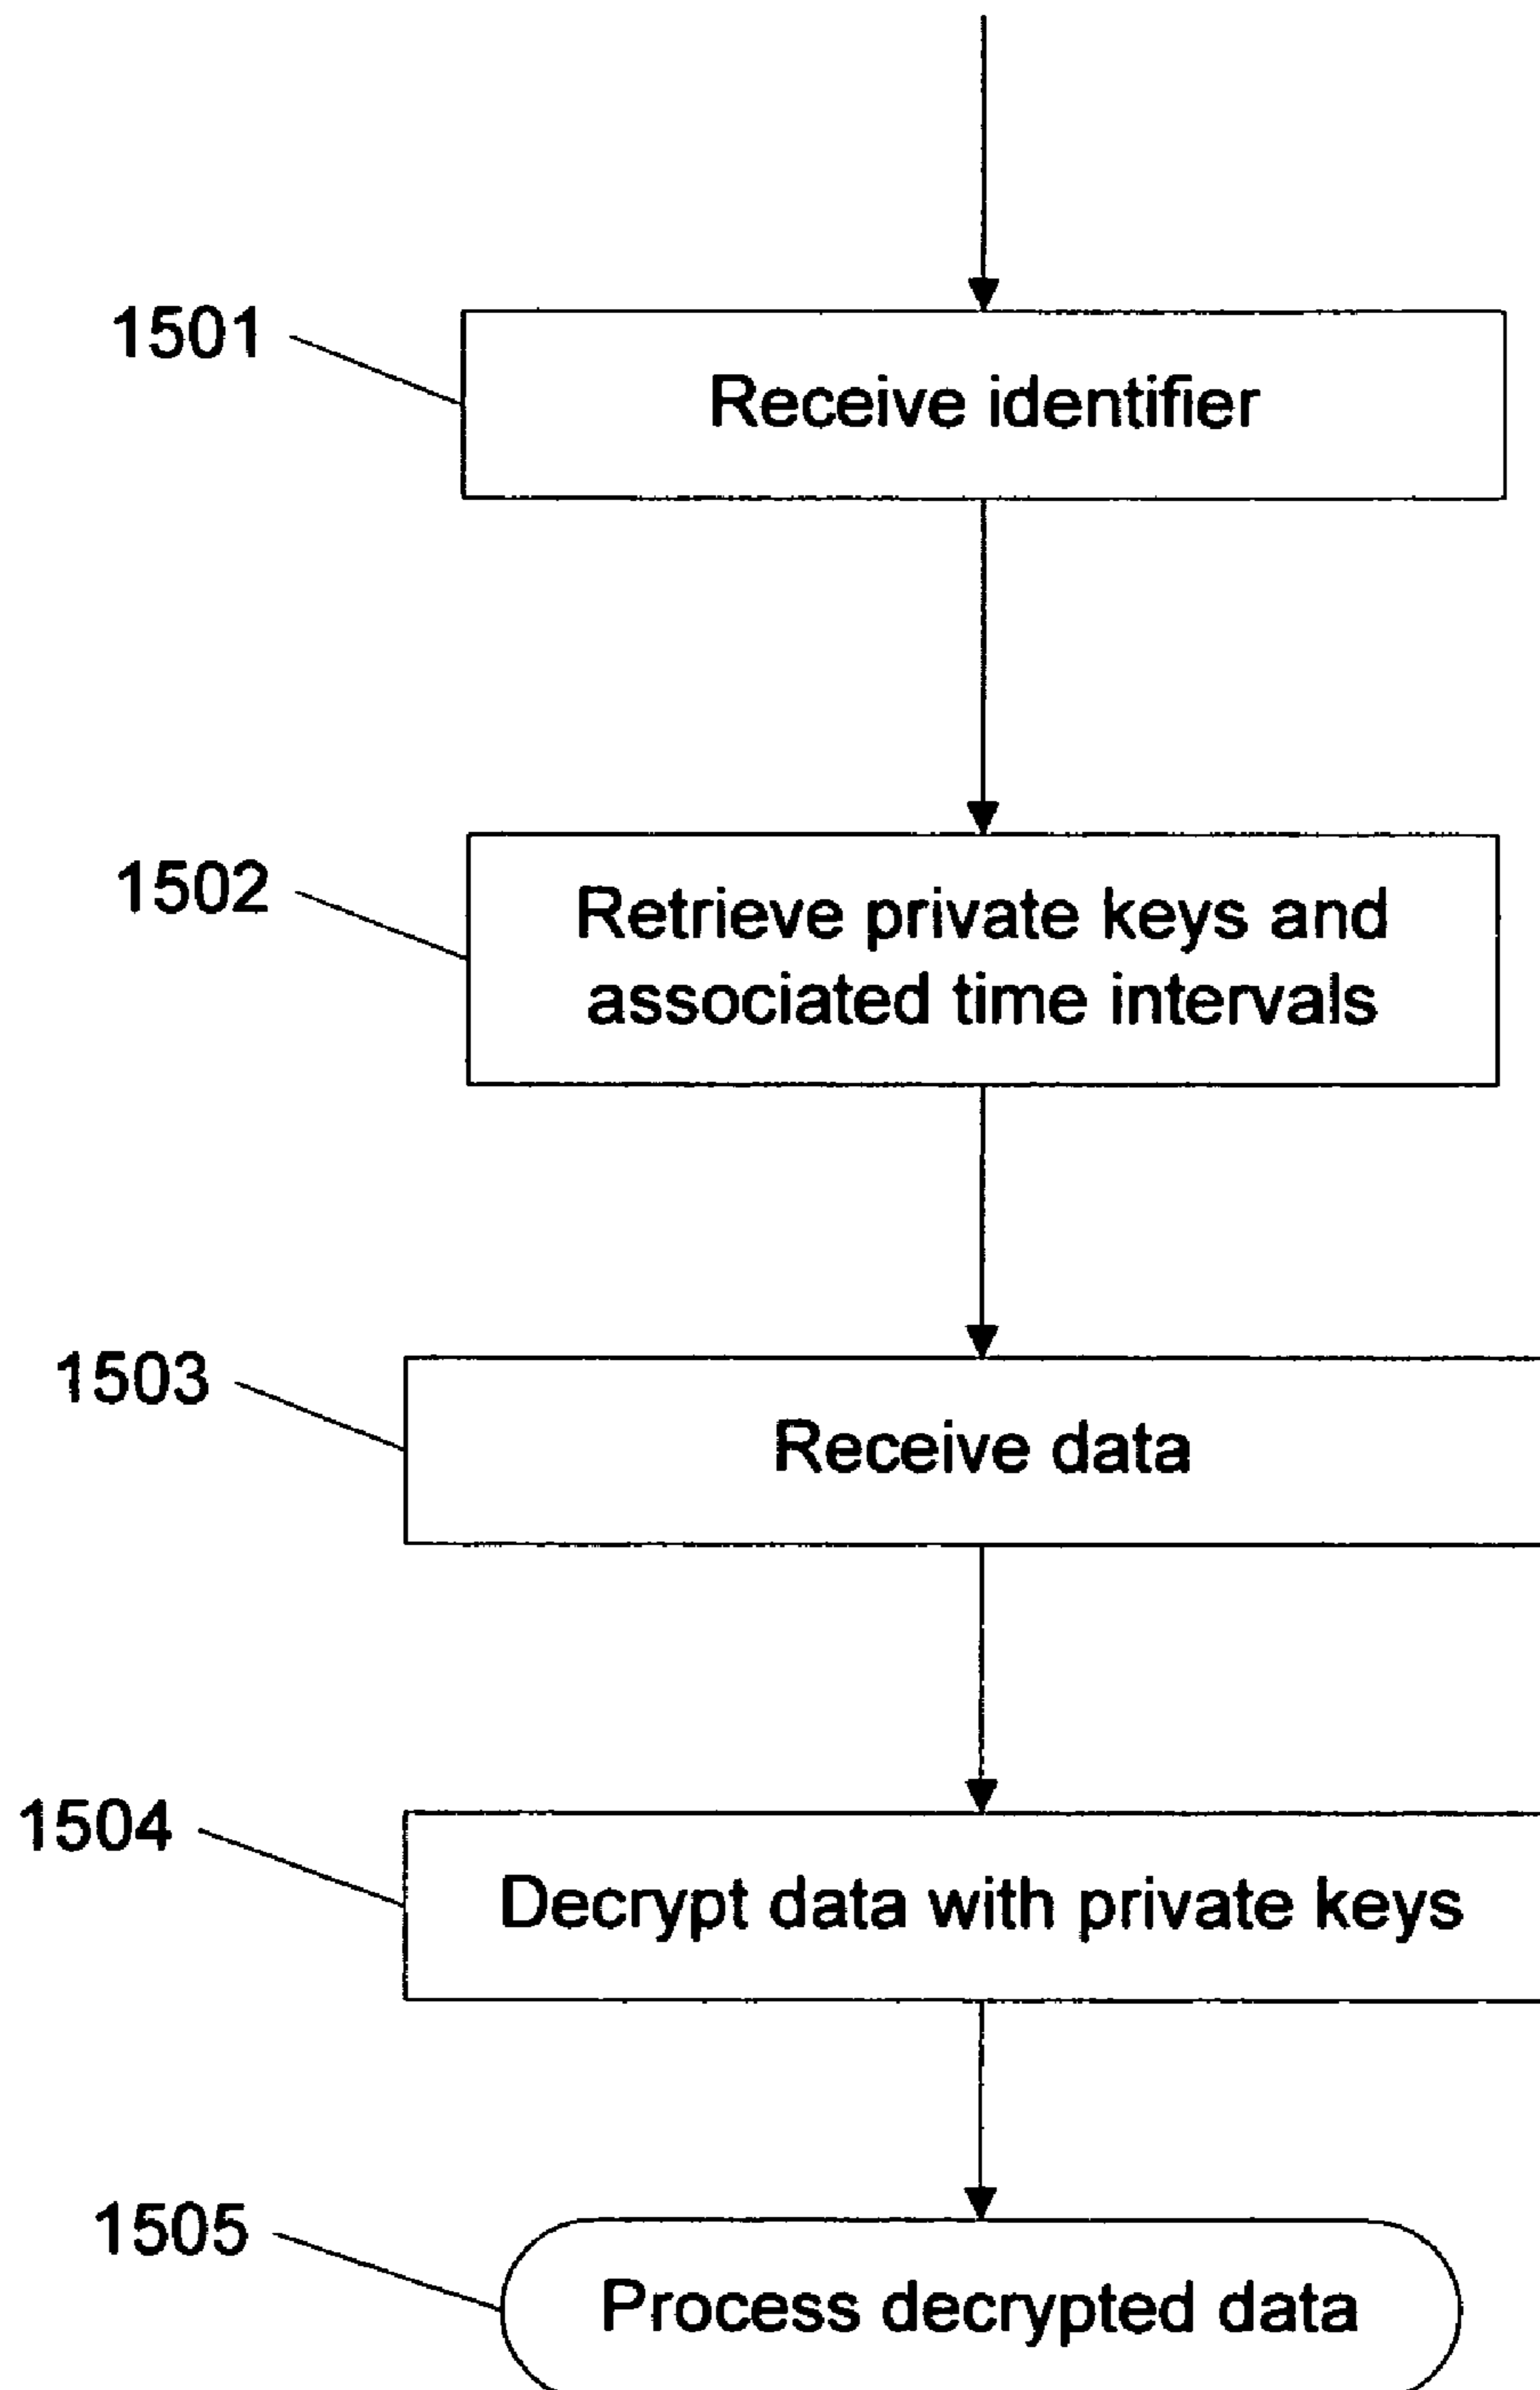 1501
Receive identifier
1502
Retrieve private keys and
associated time intervals
1503
Receive data
1504
Decrypt data with private keys
1505
Process decrypted data